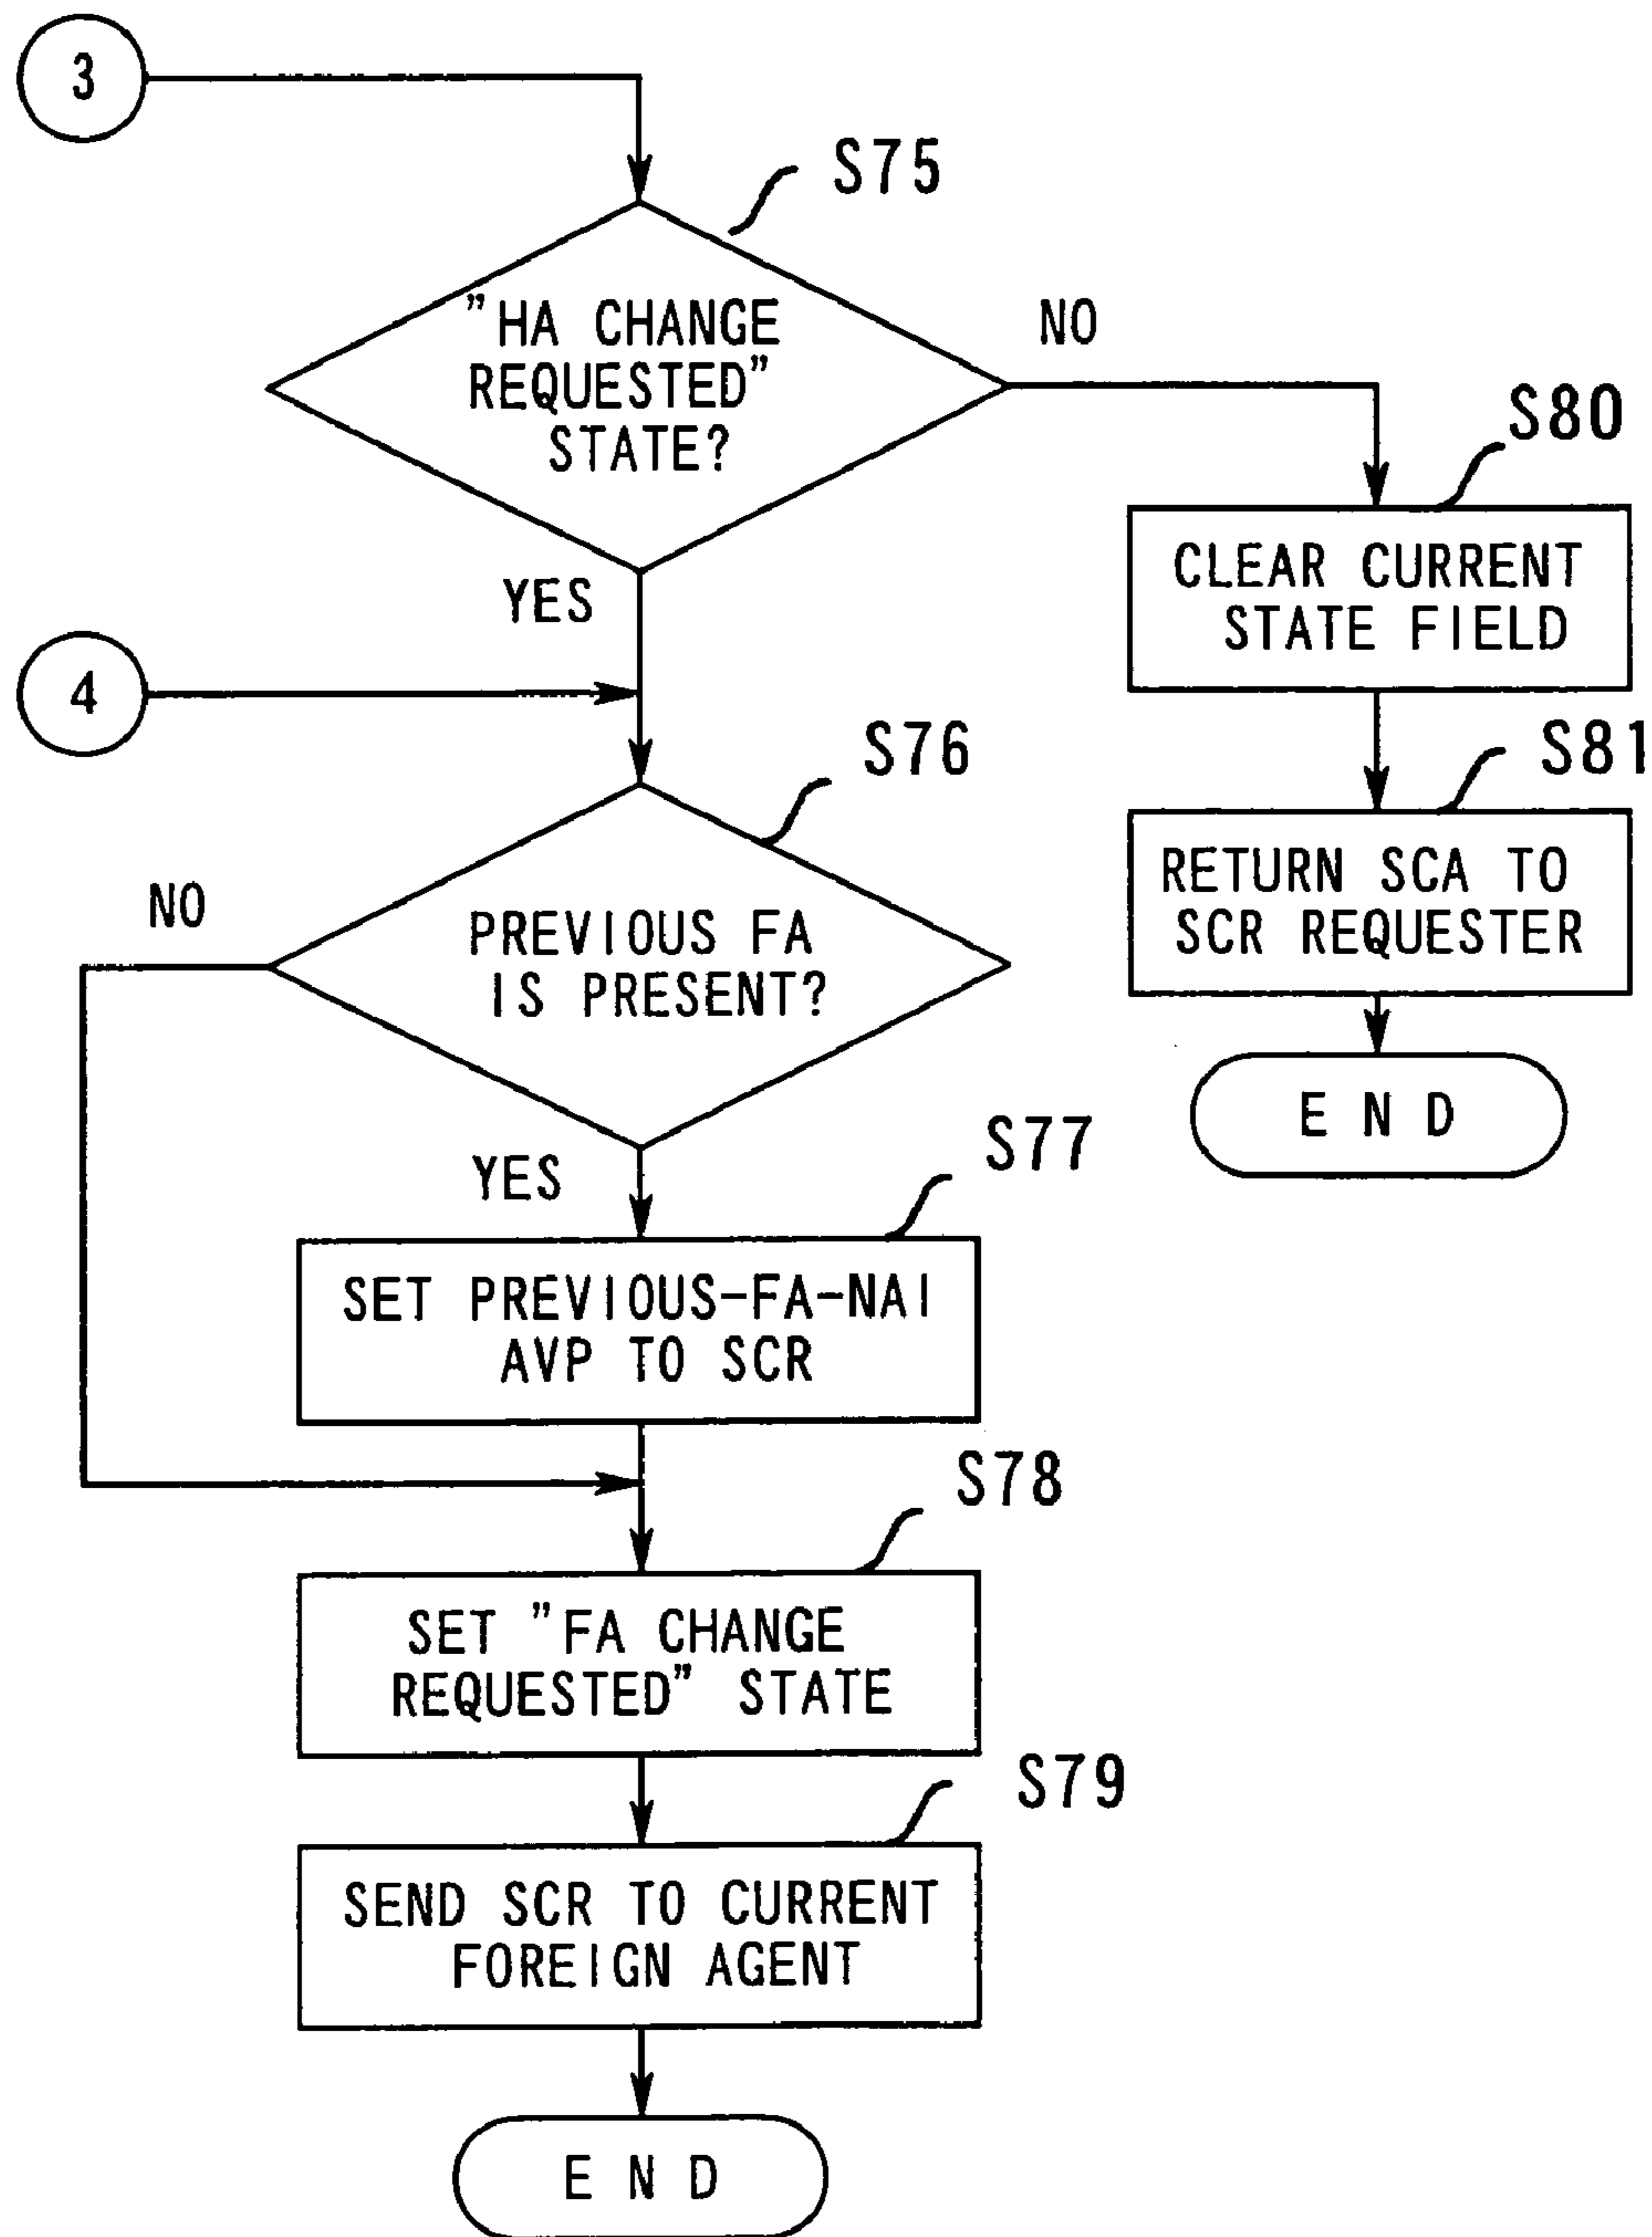 3
S75
”HA CHANGE
REQUESTED”
STATE?
NO
YES
S80
CLEAR CURRENT
STATE FIELD
4
S76
S81
RETURN SCA TO
SCR REQUESTER
NO
PREVIOUS FA
IS PRESENT?
END
YES
S77
SET PREVIOUS-FA-NAI
AVP TO SCR
S78
SET ”FA CHANGE
REQUESTED” STATE
S79
SEND SCR TO CURRENT
FOREIGN AGENT
END